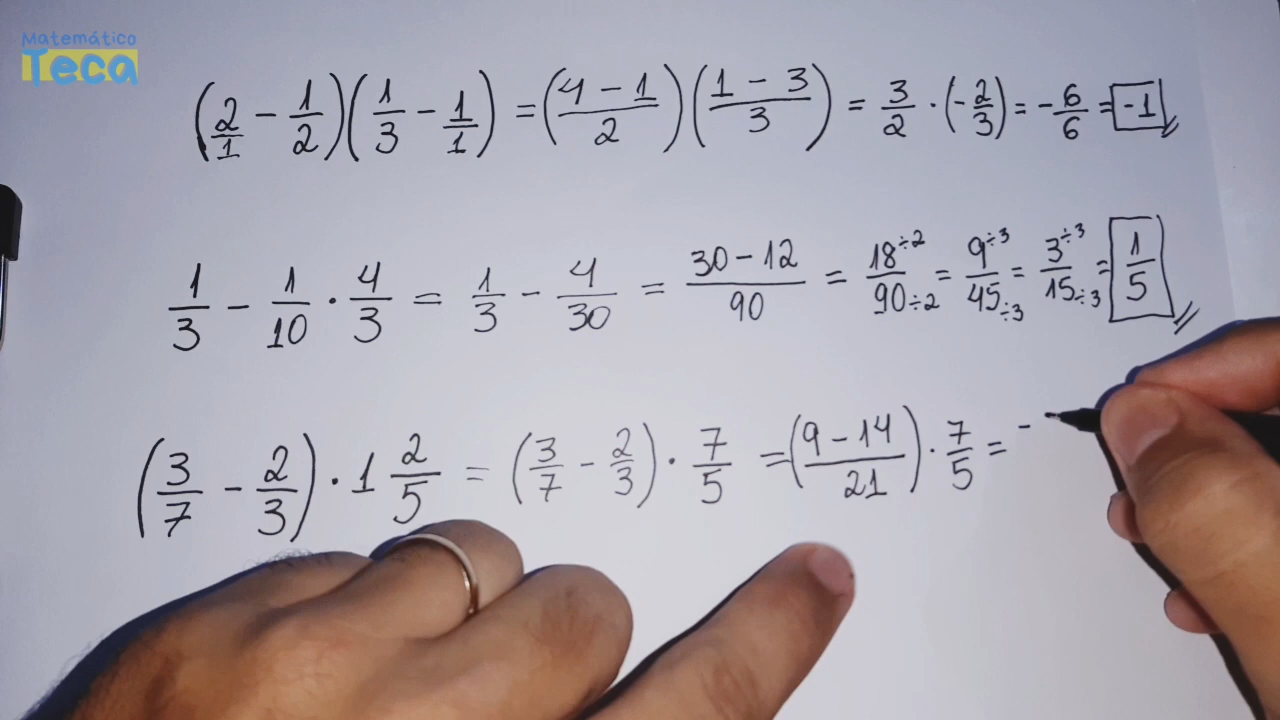 Matemático
Teca
(2/1 - 1/2)(1/3 - 1/1) = (4 - 1/2)(1 - 3/3) = 3/2 · (-2/3) = -6/6 = -1
1/3 - 1/10 · 4/3 = 1/3 - 4/30 = 30 - 12/90 = 18÷2/90÷2 = 9÷3/45÷3 = 3÷3/15÷3 = 1/5
(3/7 - 2/3) · 1 2/5 = (3/7 - 2/3) · 7/5 = (9 - 14/21) · 7/5 = -